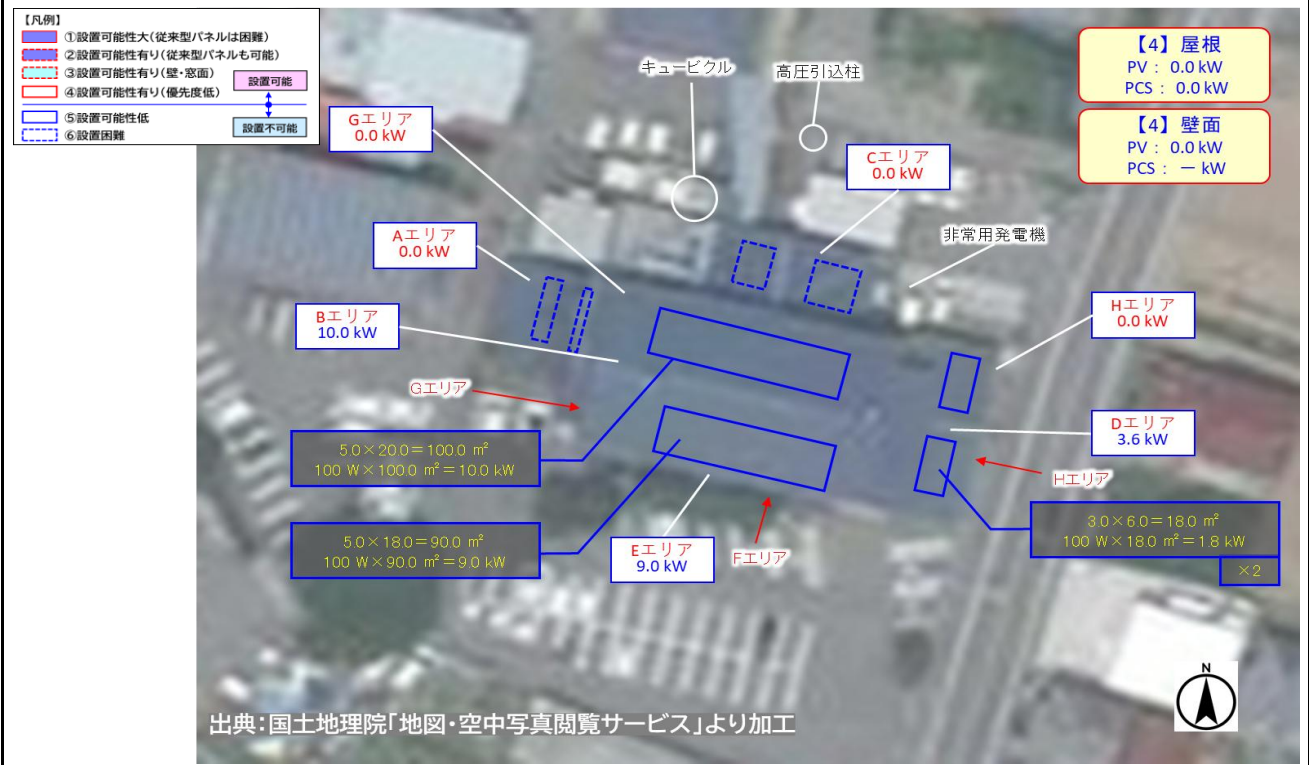 【凡例】
①設置可能性大(従来型パネルは困難)
②設置可能性有り(従来型パネルも可能)
③設置可能性有り(壁・窓面)
④設置可能性有り(優先度低)
⑤設置可能性低
⑥設置困難
設置可能
設置不可能
【4】屋根
PV : 0.0 kW
PCS : 0.0 kW
【4】壁面
PV : 0.0 kW
PCS : ― kW
キュービクル
高圧引込柱
Gエリア
0.0 kW
Cエリア
0.0 kW
Aエリア
0.0 kW
非常用発電機
Bエリア
10.0 kW
Hエリア
0.0 kW
Gエリア
Dエリア
3.6 kW
5.0×20.0=100.0 ㎡
100 W×100.0 ㎡=10.0 kW
Hエリア
3.0×6.0=18.0 ㎡
100 W×18.0 ㎡=1.8 kW
×2
5.0×18.0=90.0 ㎡
100 W×90.0 ㎡=9.0 kW
Eエリア
9.0 kW
Fエリア
N
出典:国土地理院「地図・空中写真閲覧サービス」より加工